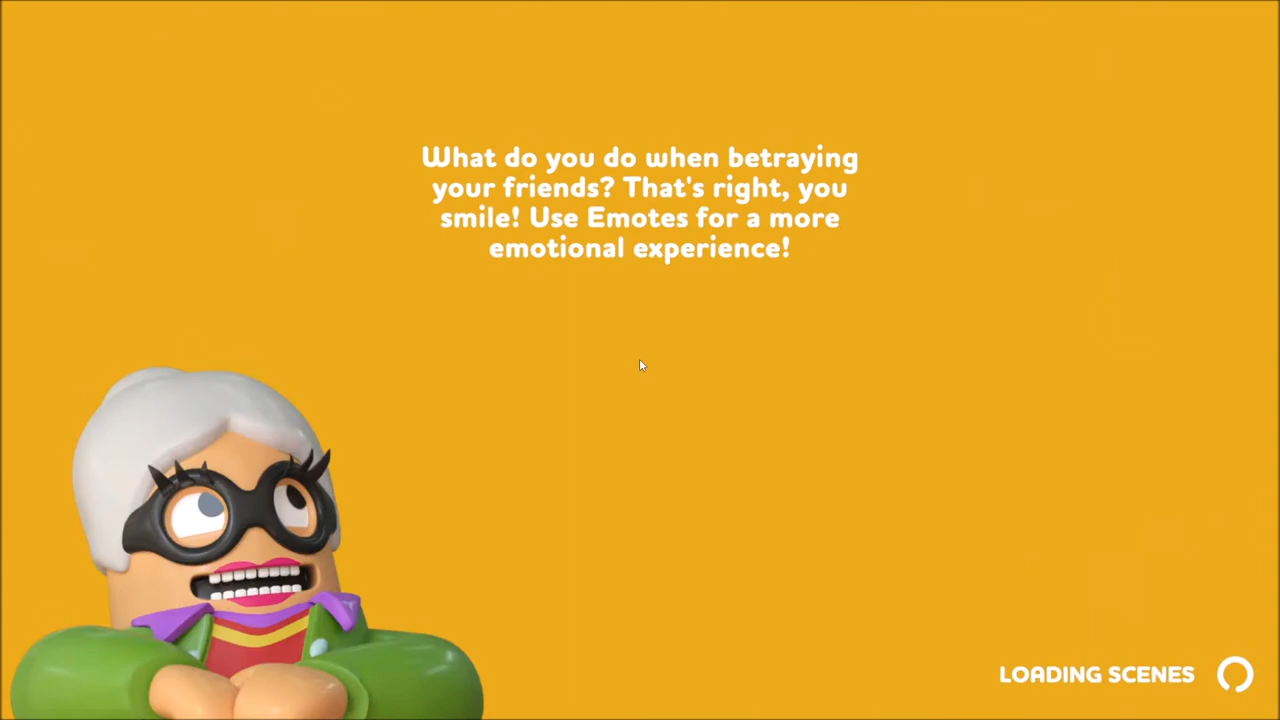 What do you do when betraying
your friends? That's right, you
smile! Use Emotes for a more
emotional experience!
LOADING SCENES